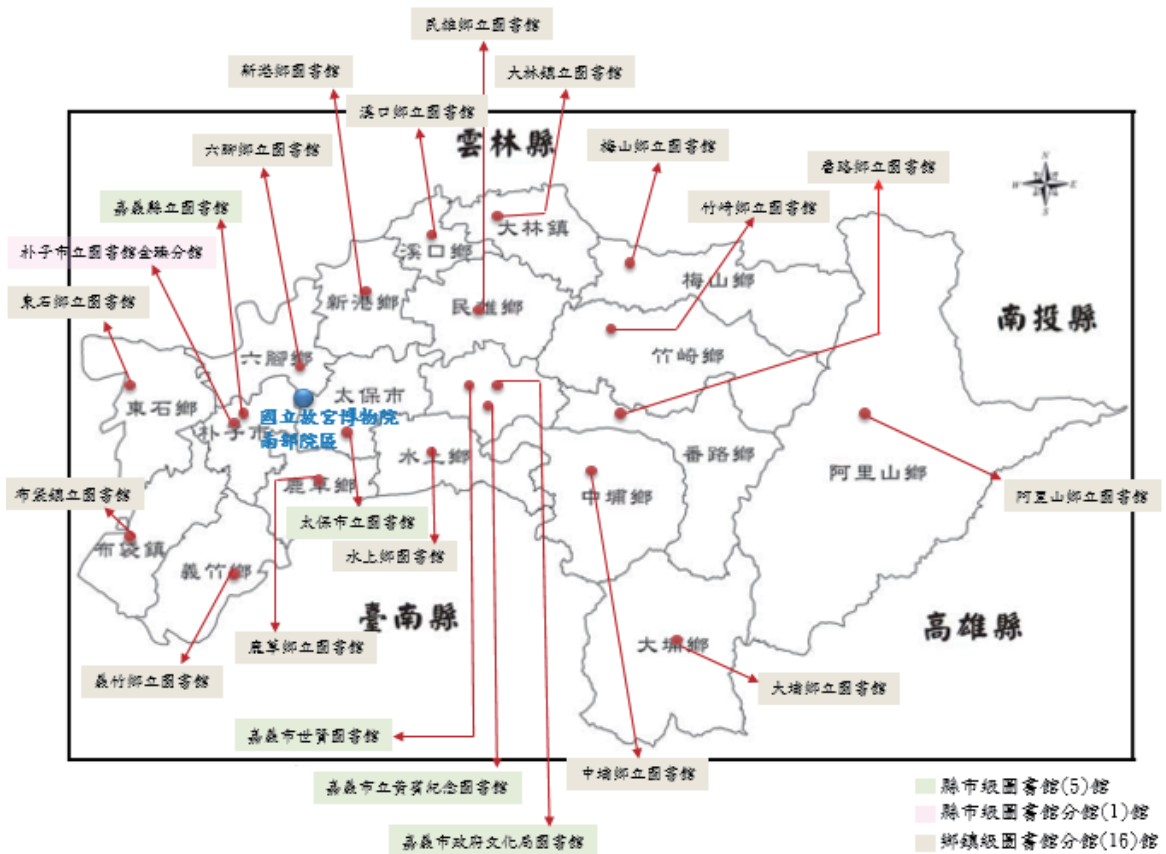 民雄鄉立圖書館
新港鄉圖書館
大林鎮立圖書館
溪口鄉立圖書館
六腳鄉立圖書館
雲林縣
梅山鄉立圖書館
番路鄉立圖書館
N
W
E
S
嘉義縣立圖書館
竹崎鄉立圖書館
大林鎮
朴子市立圖書館金臻分館
溪口鄉
梅山鄉
東石鄉立圖書館
新港鄉
民雄鄉
南投縣
六腳鄉
竹崎鄉
太保市
東石鄉
國立故宮博物院
南部院區
朴子市
水上鄉
番路鄉
阿里山鄉
鹿草鄉
中埔鄉
布袋鎮立圖書館
阿里山鄉立圖書館
太保市立圖書館
布袋鎮
水上鄉圖書館
義竹鄉
臺南縣
高雄縣
鹿草鄉立圖書館
大埔鄉
義竹鄉立圖書館
大埔鄉立圖書館
嘉義市世賢圖書館
中埔鄉立圖書館
嘉義市立黃賓紀念圖書館
嘉義市政府文化局圖書館
縣市級圖書館(5)館
縣市級圖書館分館(1)館
鄉鎮級圖書館分館(16)館